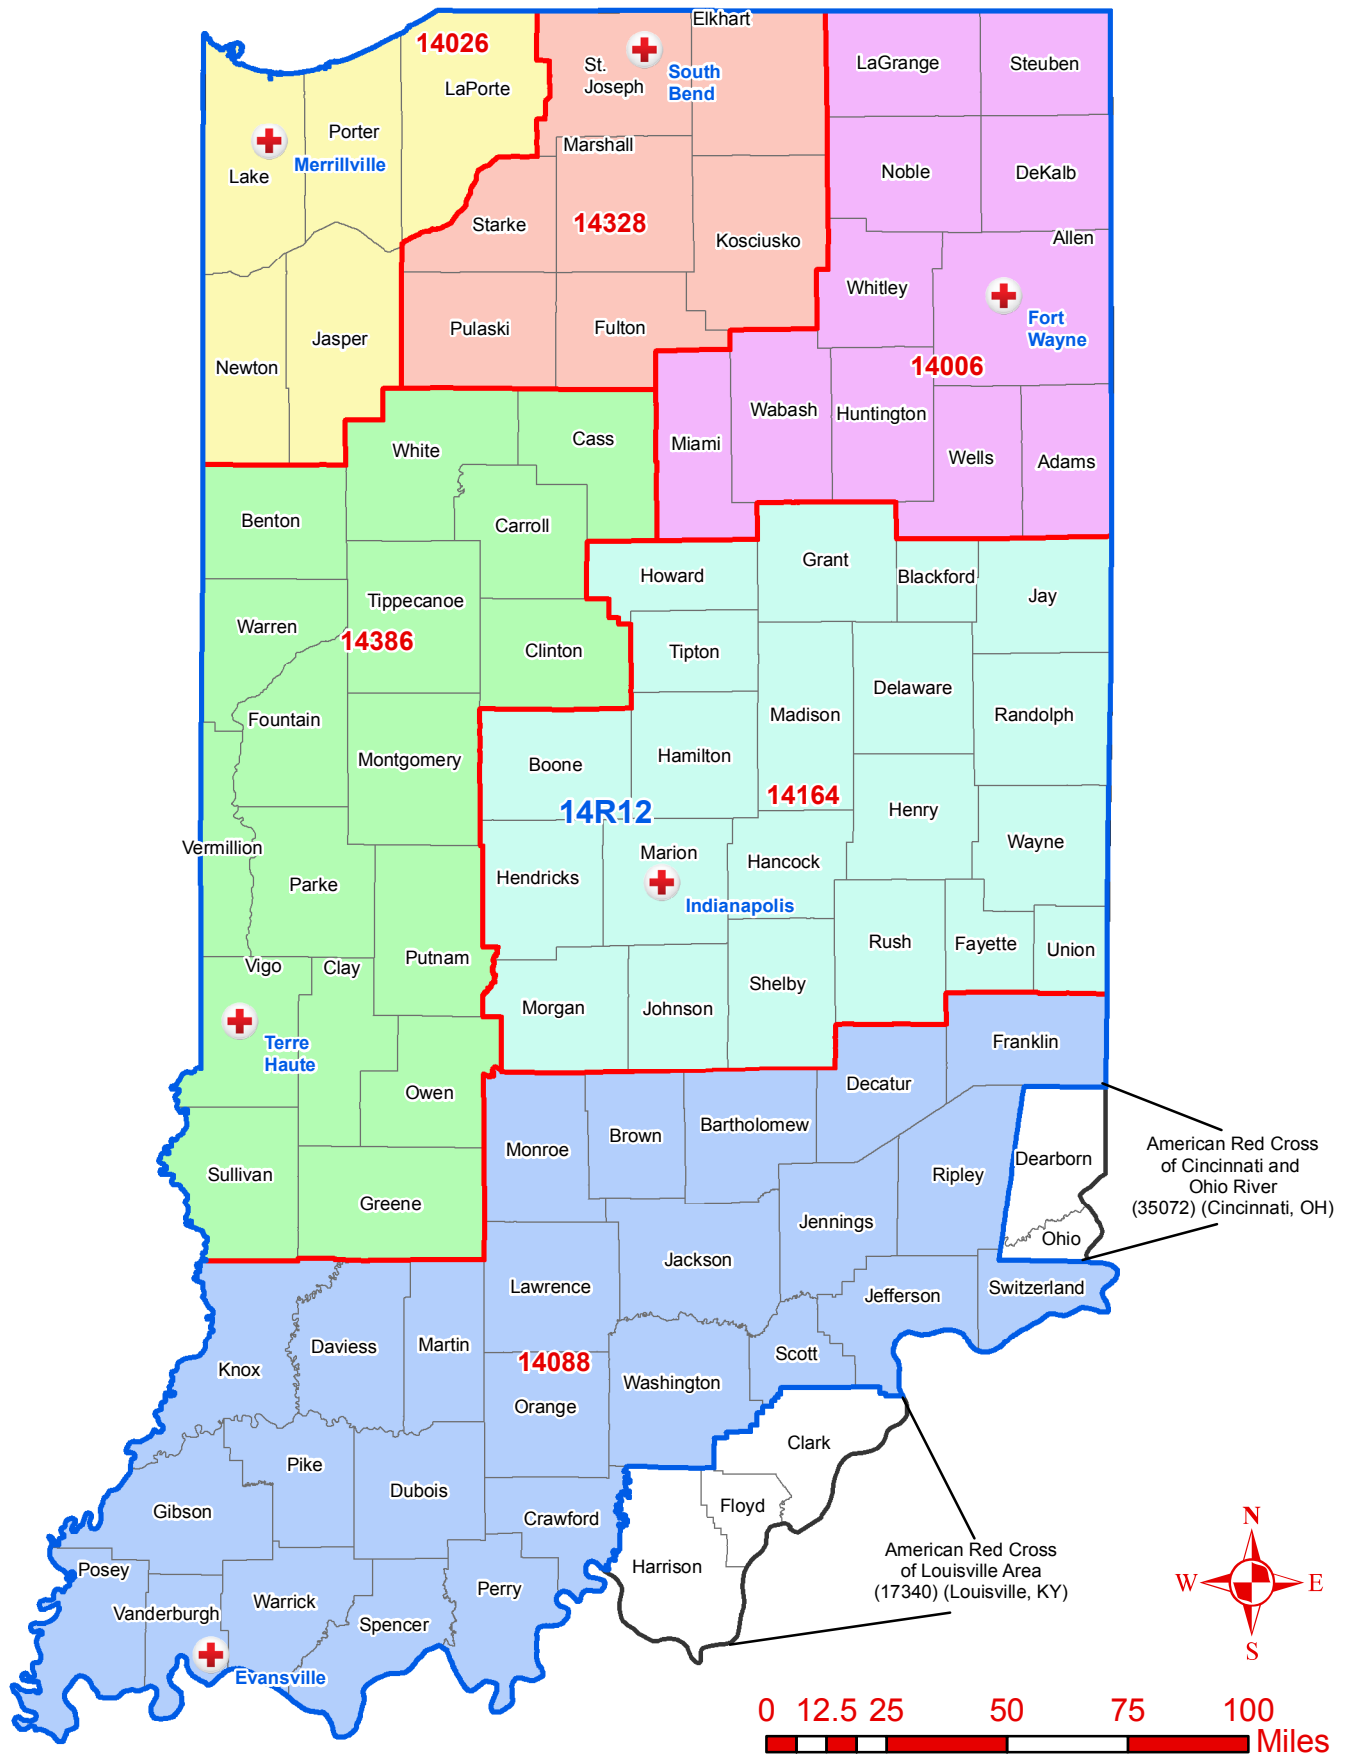 Elkhart
14026
LaGrange
Steuben
St.
Joseph
South
Bend
LaPorte
Porter
Marshall
Merrillville
Lake
Noble
DeKalb
Starke
14328
Kosciusko
Allen
Whitley
Fort
Wayne
Pulaski
Fulton
Jasper
Newton
14006
Wabash
Huntington
Miami
Cass
White
Wells
Adams
Benton
Carroll
Grant
Howard
Blackford
Jay
Tippecanoe
Warren
14386
Clinton
Tipton
Delaware
Madison
Randolph
Fountain
Montgomery
Boone
Hamilton
14R12
14164
Henry
Wayne
Vermillion
Marion
Hancock
Parke
Hendricks
Indianapolis
Rush
Fayette
Union
Putnam
Vigo
Clay
Shelby
Morgan
Johnson
Terre
Haute
Franklin
Decatur
Owen
Bartholomew
Brown
Monroe
Dearborn
American Red Cross
of Cincinnati and
Ohio River
(35072) (Cincinnati, OH)
Ripley
Sullivan
Greene
Jennings
Ohio
Jackson
Lawrence
Switzerland
Jefferson
Daviess
Martin
Scott
Knox
14088
Washington
Orange
Clark
Pike
Dubois
Floyd
Gibson
Crawford
N
American Red Cross
of Louisville Area
(17340) (Louisville, KY)
Harrison
Posey
W
E
Perry
Warrick
Vanderburgh
Spencer
S
Evansville
0 12.5 25 50 75 100
Miles